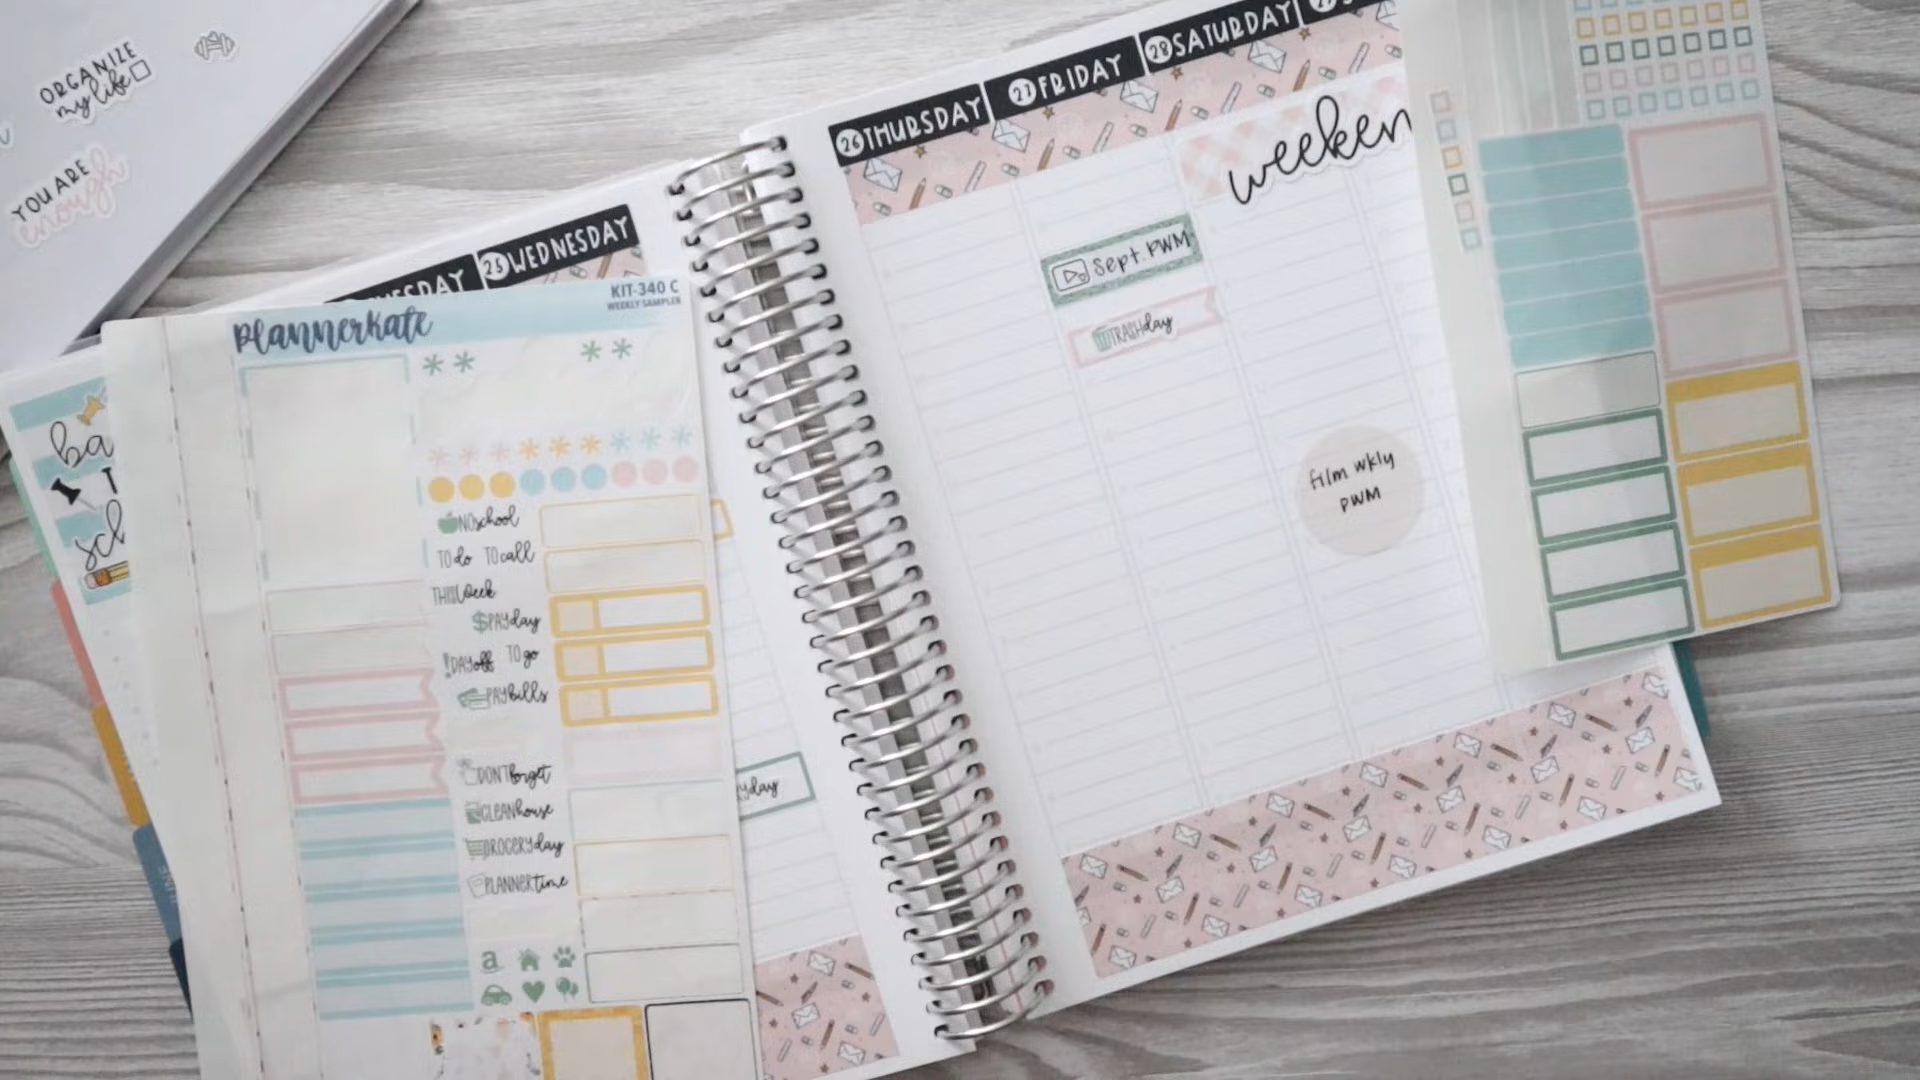 ORGANIZE
my life
YOU ARE
enough
25 WEDNESDAY
26 THURSDAY
27 FRIDAY
28 SATURDAY
weeken
Sept. PWM
TRASH day
film wkly
PWM
yday
PLANNERKATE
KIT-340 C
WEEKLY SAMPLER
NO school
TO do TO call
THIS Week
$ PAY day
! DAY off TO go
PAY bills
DON'T forget
CLEAN house
GROCERY day
PLANNER time
a
ba